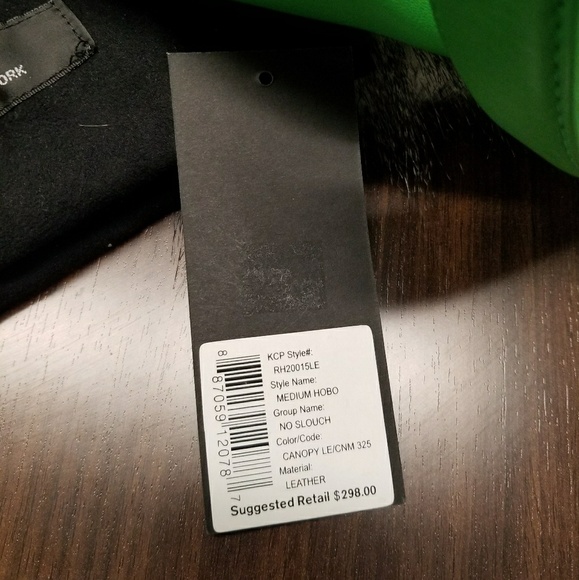 ORK
KCP Style#:
RH20015LE
Style Name:
MEDIUM HOBO
Group Name:
NO SLOUCH
Color/Code:
CANOPY LE/CNM 325
Material:
LEATHER
Suggested Retail $298.00
8 87059 12078 7